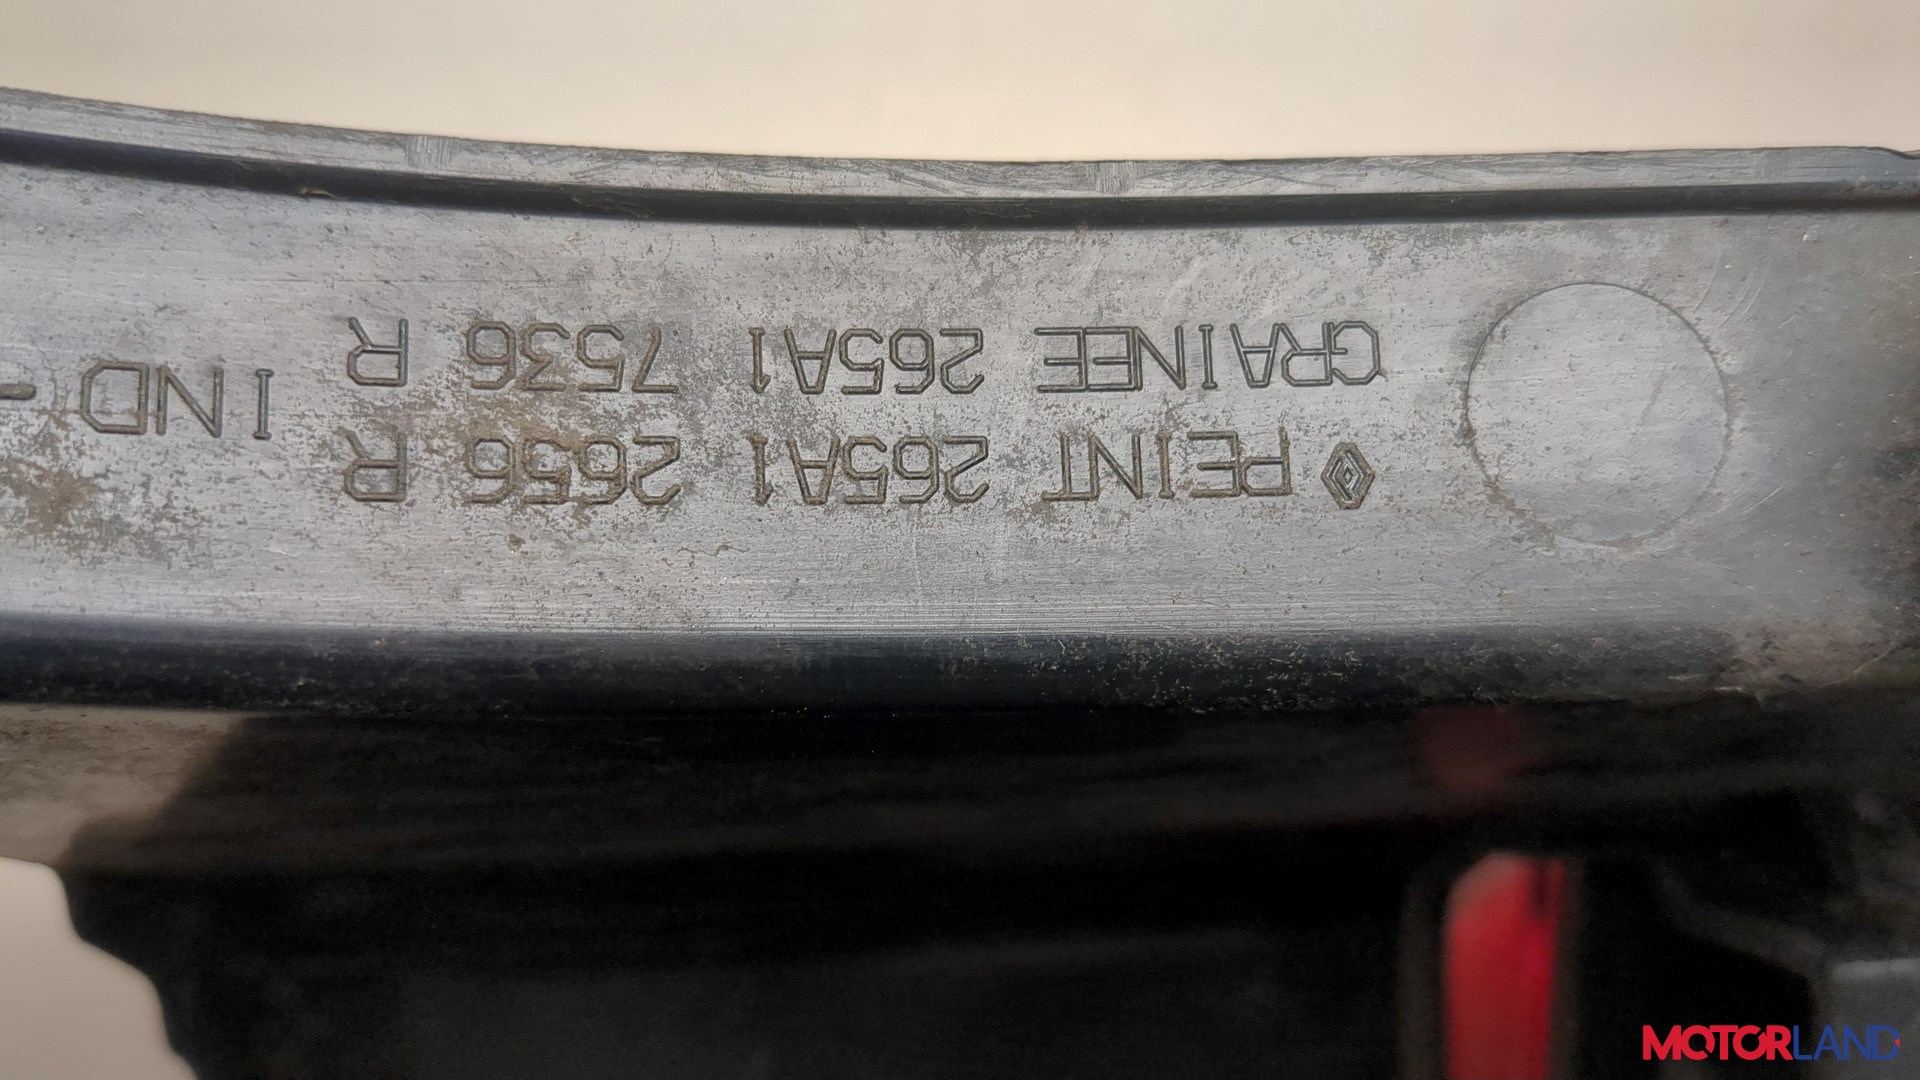 PEINT 265A1 2656 R
GRAINEE 265A1 7536 R
IND -
MOTORLAND